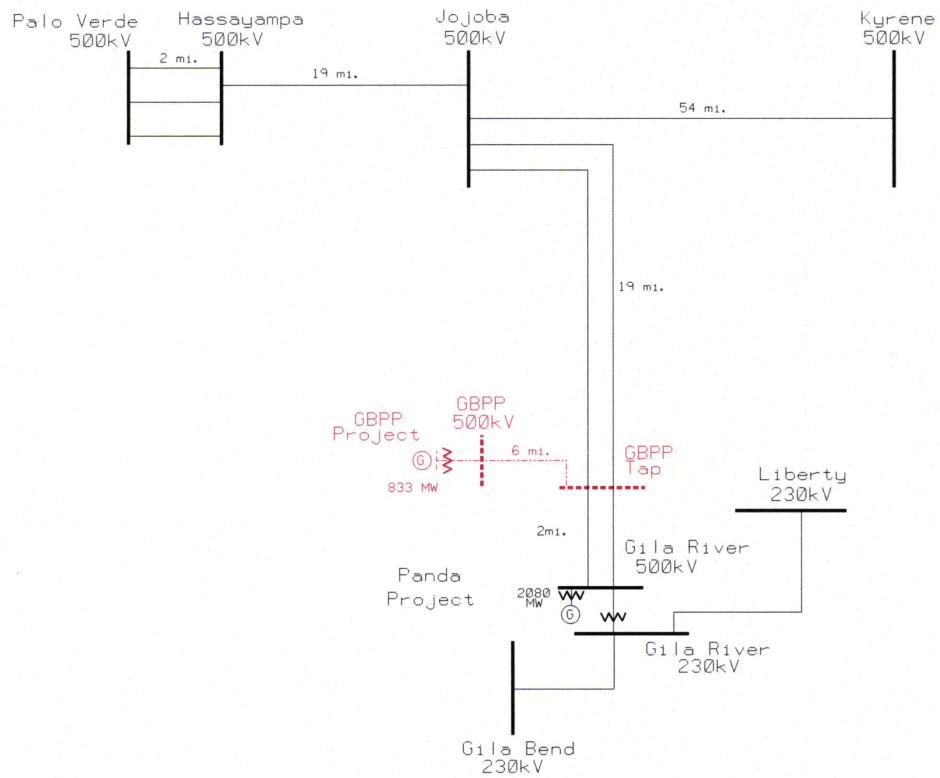 Palo Verde
500kV
Hassayampa
500kV
Jojoba
500kV
Kyrene
500kV
2 mi.
19 mi.
54 mi.
19 mi.
GBPP
Project
G
833 MW
GBPP
500kV
6 mi.
GBPP
Tap
Liberty
230kV
2mi.
Gila River
500kV
Panda
Project
2080
MW
G
Gila River
230kV
Gila Bend
230kV